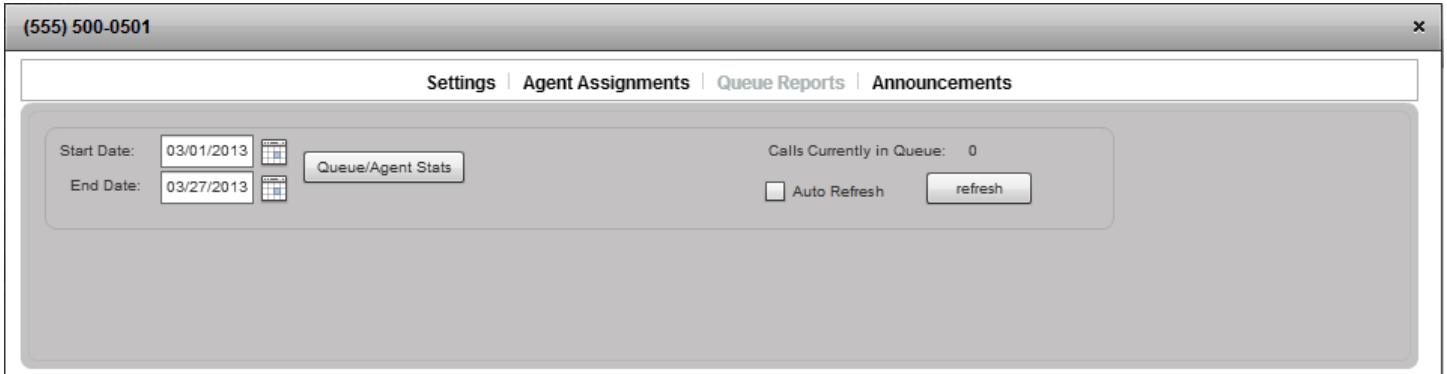 (555) 500-0501 ×
Settings | Agent Assignments | Queue Reports | Announcements
Start Date: 03/01/2013
Queue/Agent Stats
End Date: 03/27/2013
Calls Currently in Queue: 0
Auto Refresh refresh